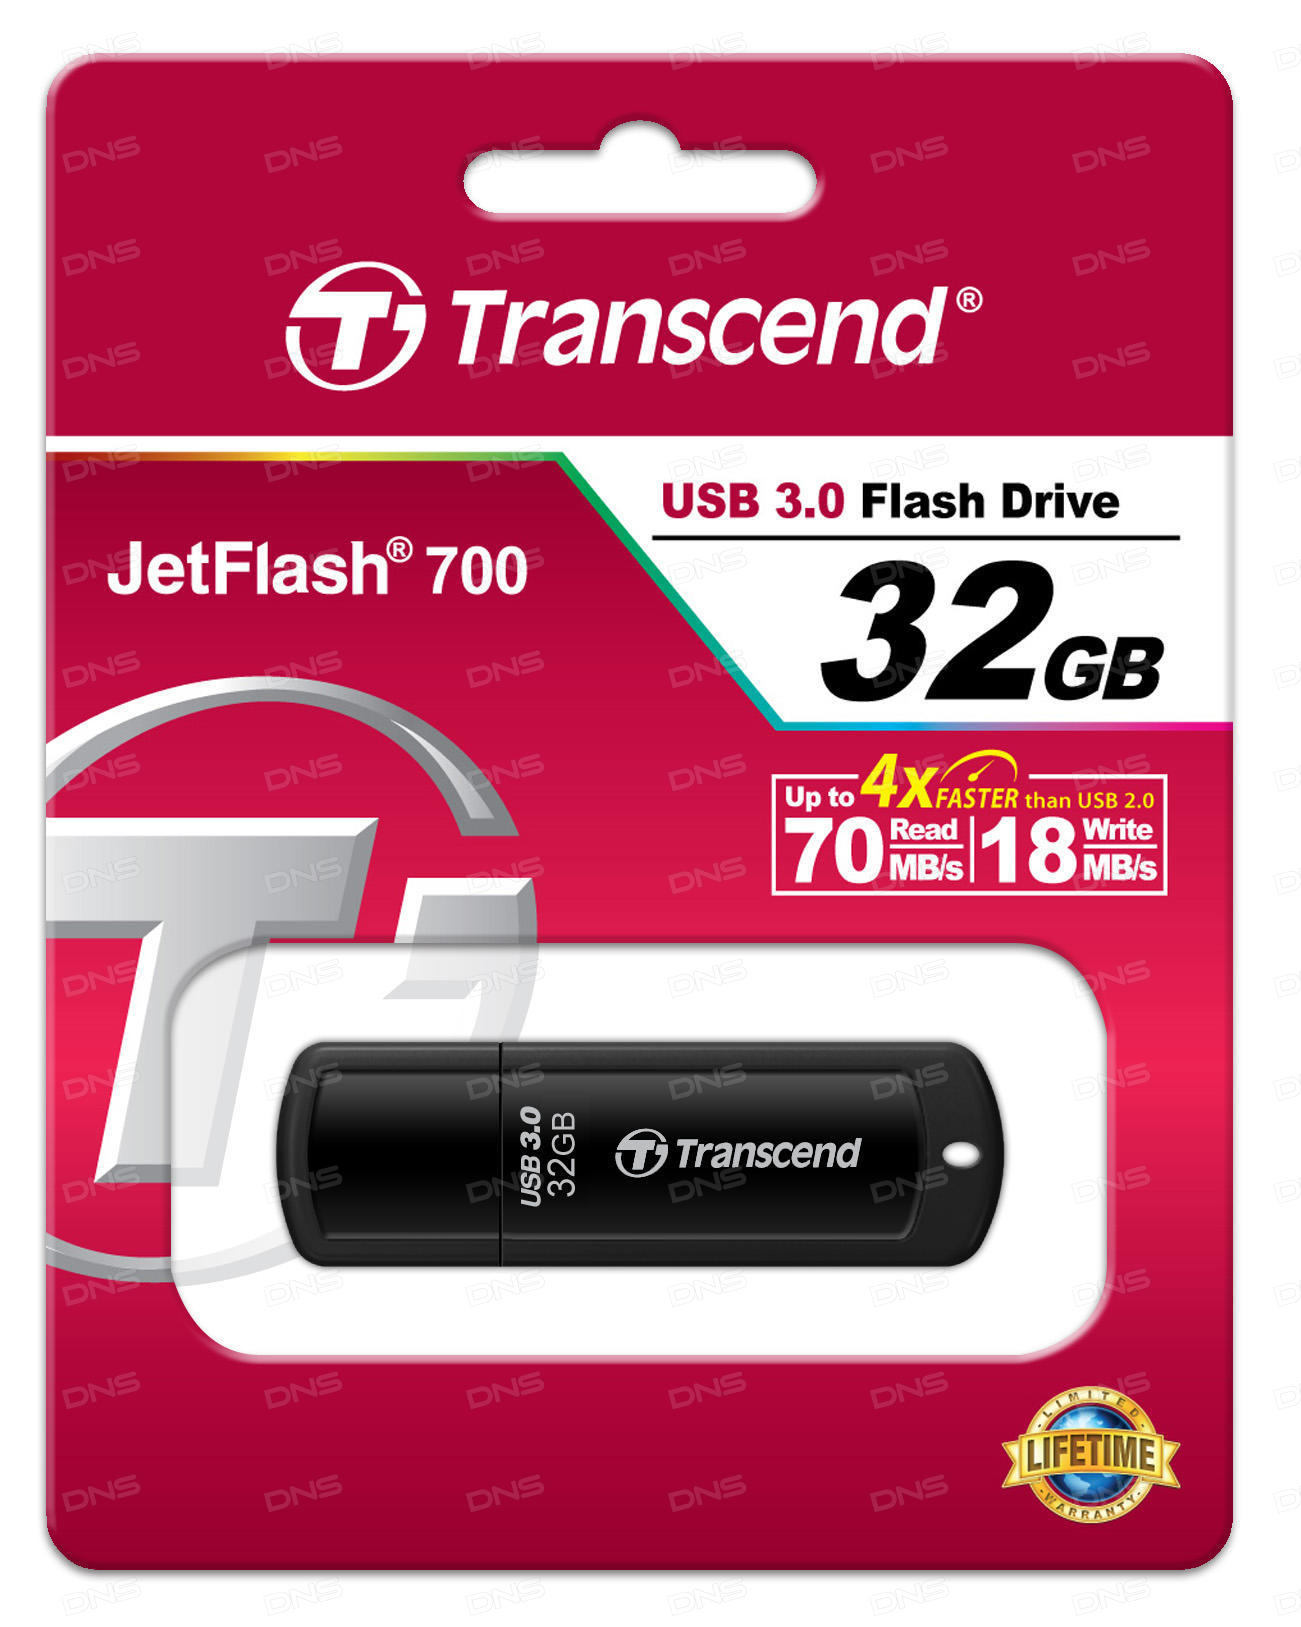 Transcend®
USB 3.0 Flash Drive
JetFlash® 700
32GB
Up to 4x FASTER than USB 2.0
70 Read MB/s | 18 Write MB/s
USB 3.0
32GB
Transcend
LIMITED
LIFETIME
WARRANTY
DNS